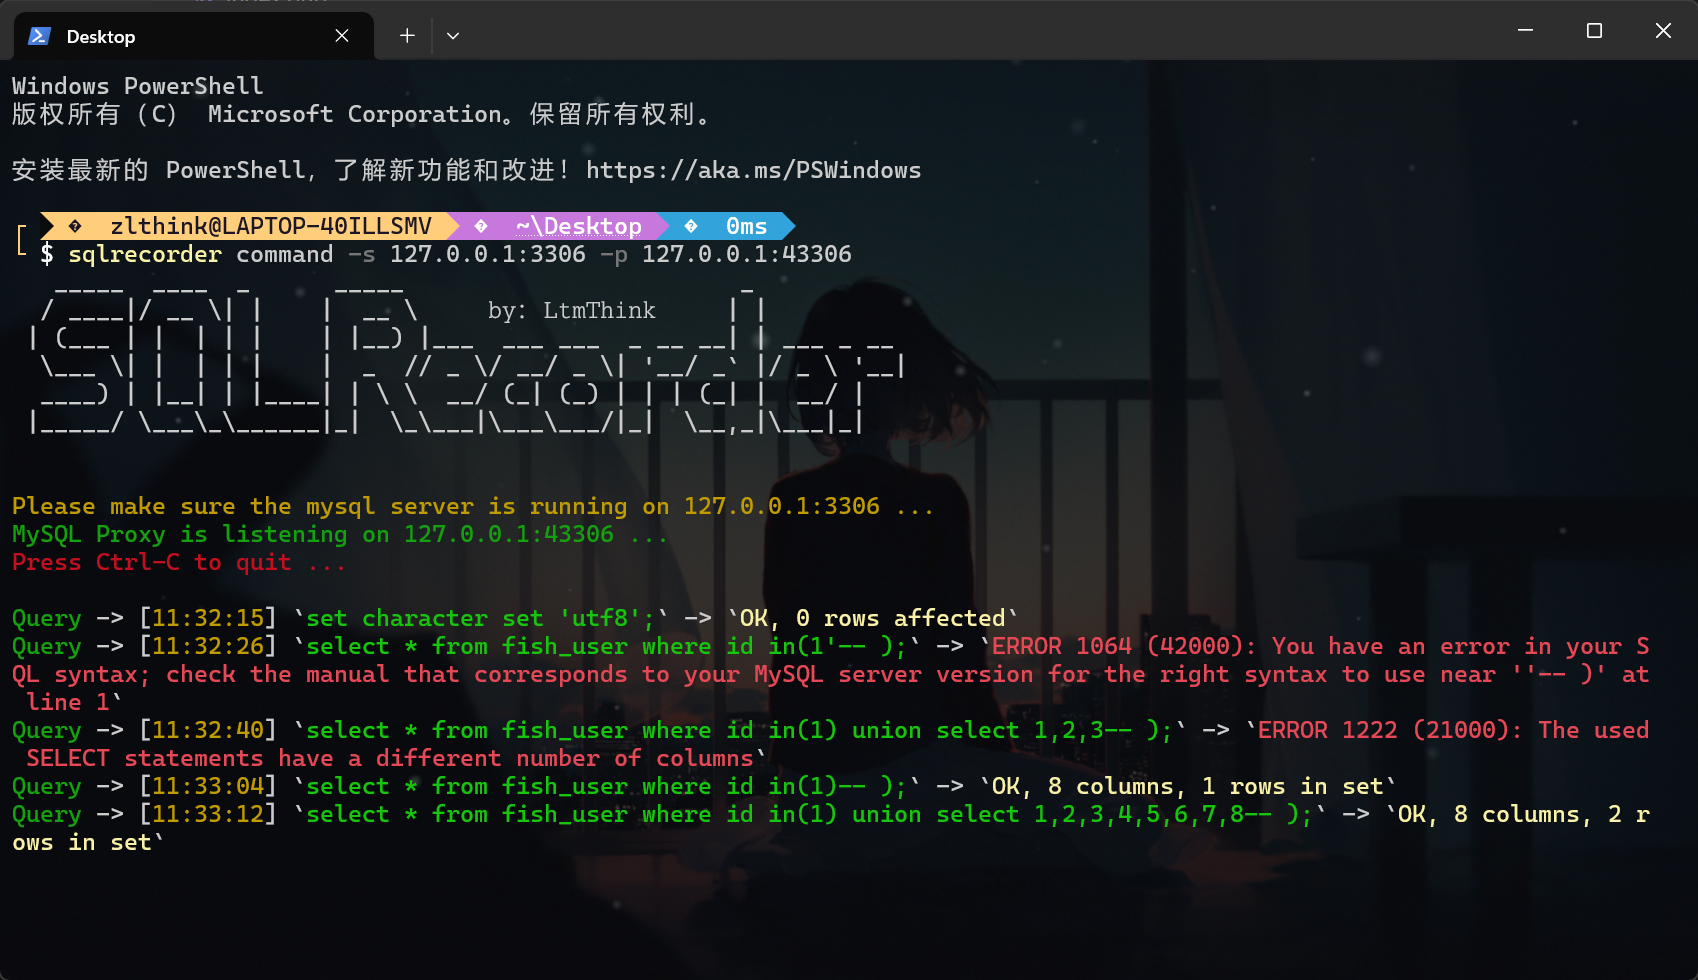 Desktop
Windows PowerShell
版权所有 (C) Microsoft Corporation。保留所有权利。
安装最新的 PowerShell，了解新功能和改进！https://aka.ms/PSWindows
zlthink@LAPTOP-40ILLSMV ~\Desktop 0ms
$ sqlrecorder command -s 127.0.0.1:3306 -p 127.0.0.1:43306
SQL Recorder
by: LtmThink
Please make sure the mysql server is running on 127.0.0.1:3306 ...
MySQL Proxy is listening on 127.0.0.1:43306 ...
Press Ctrl-C to quit ...
Query -> [11:32:15] `set character set 'utf8';` -> `OK, 0 rows affected`
Query -> [11:32:26] `select * from fish_user where id in(1'-- );` -> `ERROR 1064 (42000): You have an error in your S
QL syntax; check the manual that corresponds to your MySQL server version for the right syntax to use near ''-- )' at
line 1`
Query -> [11:32:40] `select * from fish_user where id in(1) union select 1,2,3-- );` -> `ERROR 1222 (21000): The used
SELECT statements have a different number of columns`
Query -> [11:33:04] `select * from fish_user where id in(1)-- );` -> `OK, 8 columns, 1 rows in set`
Query -> [11:33:12] `select * from fish_user where id in(1) union select 1,2,3,4,5,6,7,8-- );` -> `OK, 8 columns, 2 r
ows in set`